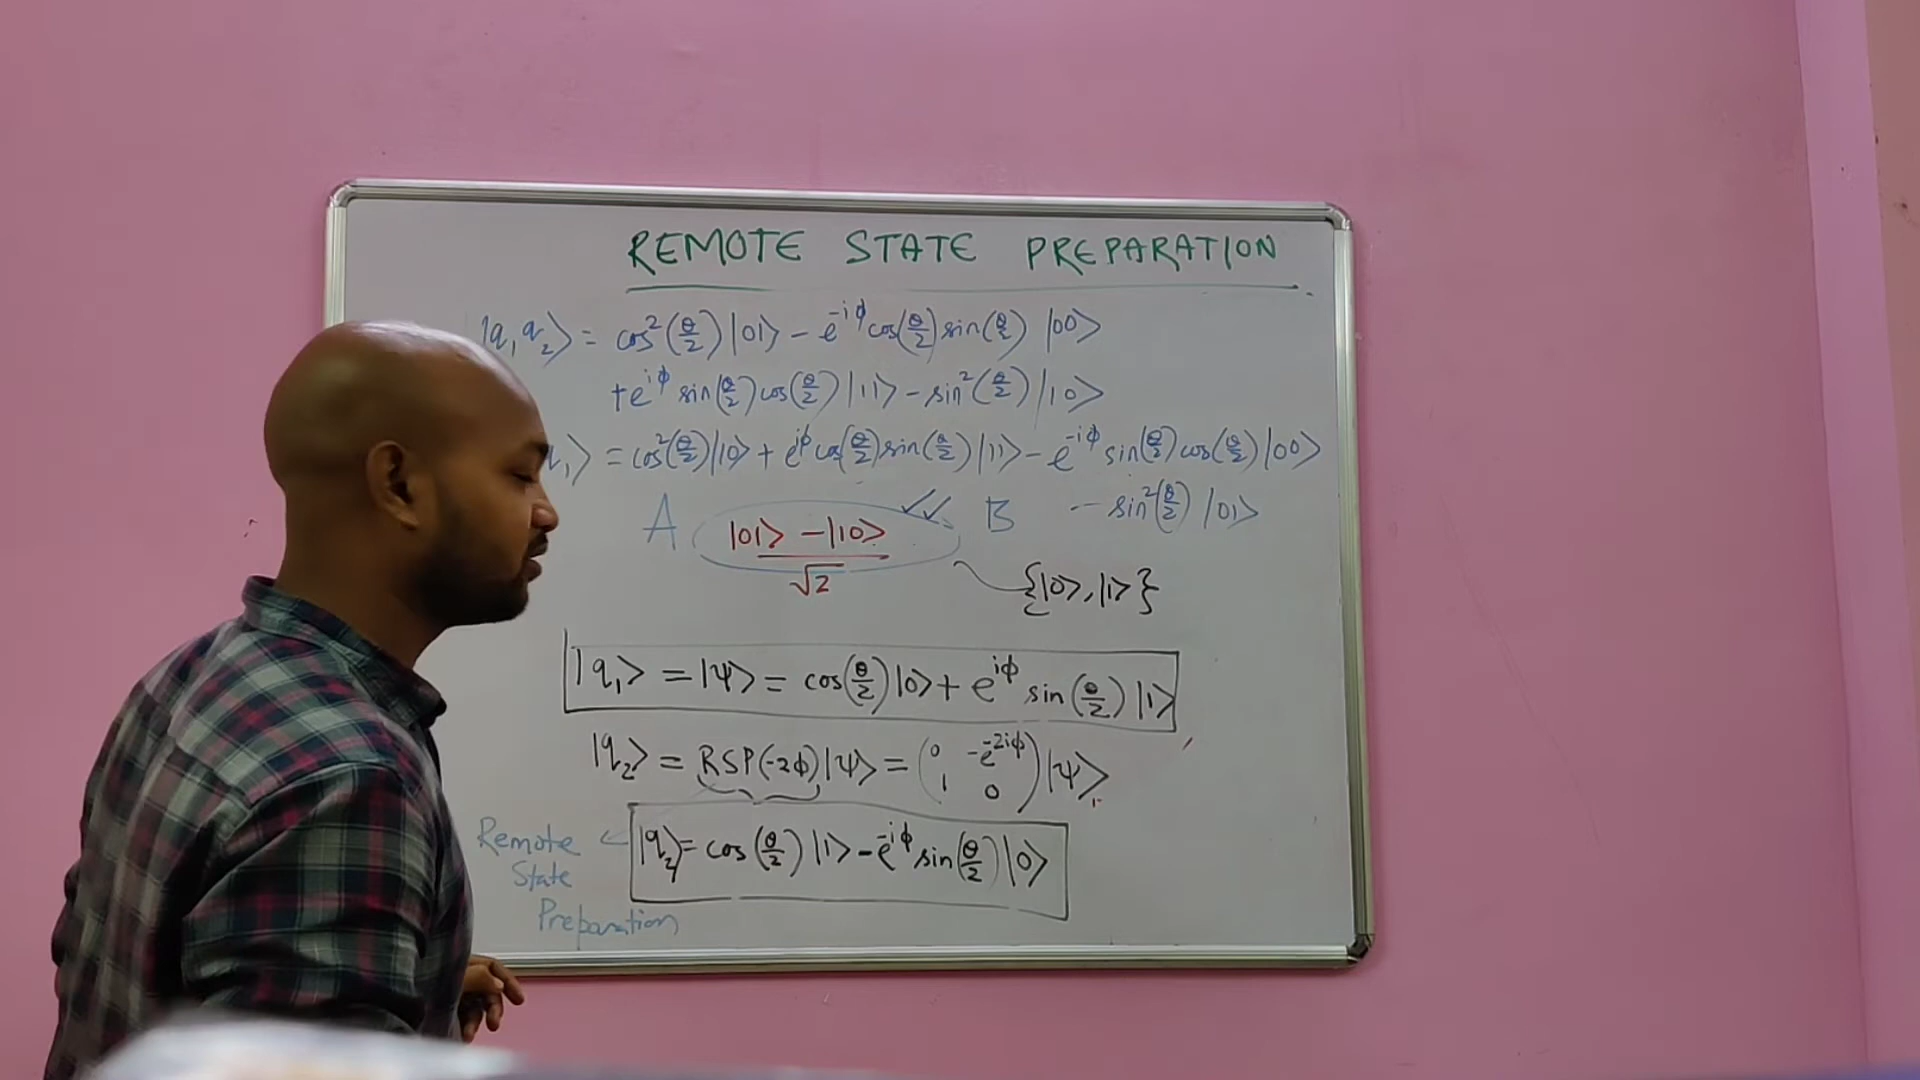 REMOTE STATE PREPARATION
|q₁q₂⟩ = cos²(θ/2)|01⟩ - e^{-iφ}cos(θ/2)sin(θ/2) |00⟩
+e^{iφ} sin(θ/2)cos(θ/2)|11⟩ - sin²(θ/2)|10⟩
₁⟩ = cos²(θ/2)|10⟩ + e^{iφ}cos(θ/2)sin(θ/2)|11⟩ - e^{-iφ}sin(θ/2)cos(θ/2)|00⟩
- sin²(θ/2)|01⟩
A (|01⟩ - |10⟩)/√2 B
{|0⟩,|1⟩}
|q₁⟩ = |ψ⟩ = cos(θ/2)|0⟩ + e^{iφ} sin(θ/2)|1⟩
|q₂⟩ = RSP(-2φ)|ψ⟩ = (0 -e^{-2iφ} 1 0)|ψ⟩
|q₂⟩ = cos(θ/2)|1⟩ - e^{-iφ}sin(θ/2)|0⟩
Remote
State
Preparation